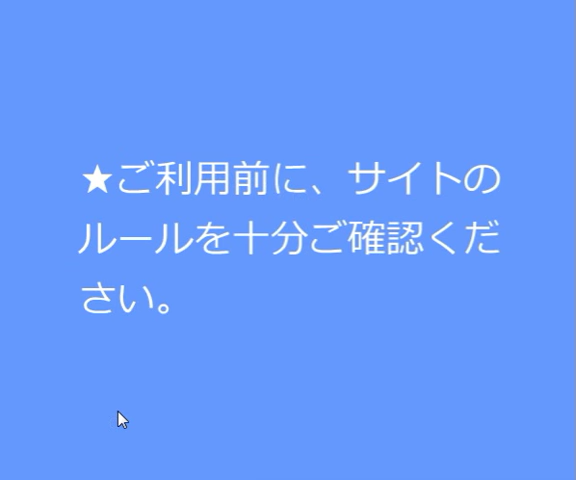 ★ご利用前に、サイトの
ルールを十分ご確認くだ
さい。